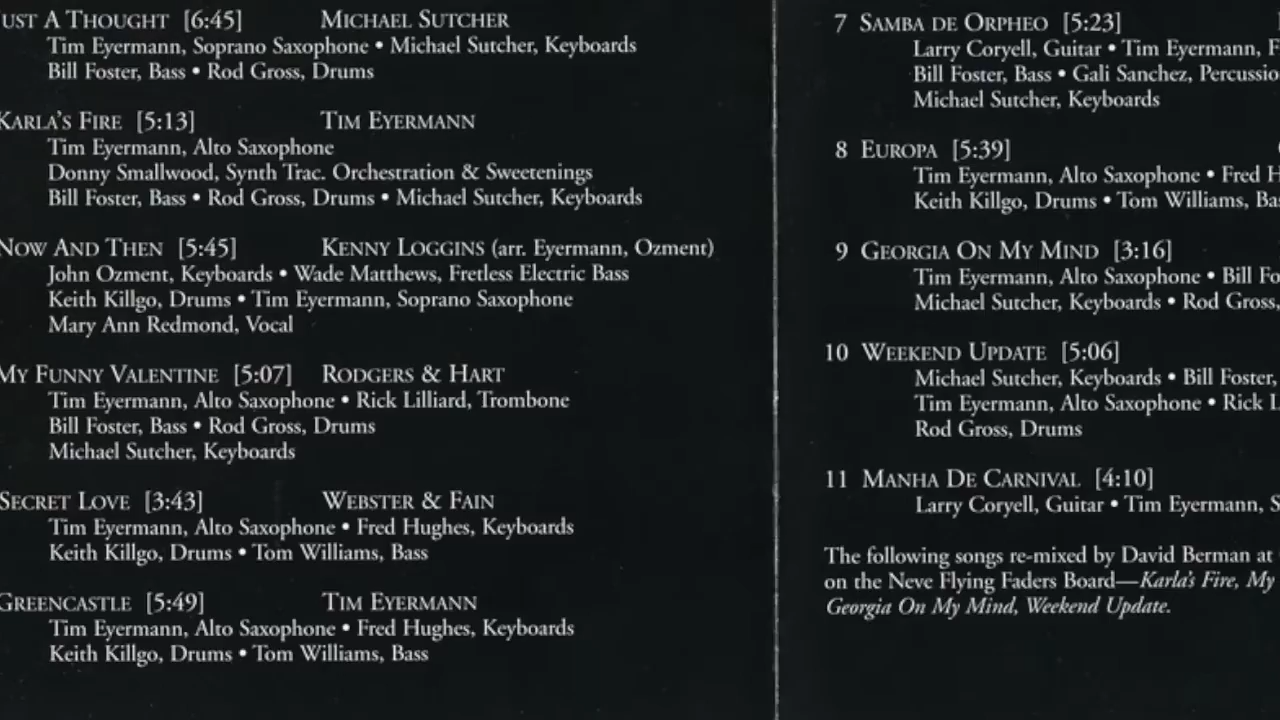 UST A THOUGHT [6:45] MICHAEL SUTCHER
Tim Eyermann, Soprano Saxophone • Michael Sutcher, Keyboards
Bill Foster, Bass • Rod Gross, Drums
KARLA'S FIRE [5:13] TIM EYERMANN
Tim Eyermann, Alto Saxophone
Donny Smallwood, Synth Trac. Orchestration & Sweetenings
Bill Foster, Bass • Rod Gross, Drums • Michael Sutcher, Keyboards
NOW AND THEN [5:45] KENNY LOGGINS (arr. Eyermann, Ozment)
John Ozment, Keyboards • Wade Matthews, Fretless Electric Bass
Keith Killgo, Drums • Tim Eyermann, Soprano Saxophone
Mary Ann Redmond, Vocal
MY FUNNY VALENTINE [5:07] RODGERS & HART
Tim Eyermann, Alto Saxophone • Rick Lilliard, Trombone
Bill Foster, Bass • Rod Gross, Drums
Michael Sutcher, Keyboards
SECRET LOVE [3:43] WEBSTER & FAIN
Tim Eyermann, Alto Saxophone • Fred Hughes, Keyboards
Keith Killgo, Drums • Tom Williams, Bass
GREENCASTLE [5:49] TIM EYERMANN
Tim Eyermann, Alto Saxophone • Fred Hughes, Keyboards
Keith Killgo, Drums • Tom Williams, Bass
7 SAMBA DE ORPHEO [5:23]
Larry Coryell, Guitar • Tim Eyermann, F
Bill Foster, Bass • Gali Sanchez, Percussio
Michael Sutcher, Keyboards
8 EUROPA [5:39]
Tim Eyermann, Alto Saxophone • Fred H
Keith Killgo, Drums • Tom Williams, Bas
9 GEORGIA ON MY MIND [3:16]
Tim Eyermann, Alto Saxophone • Bill Fo
Michael Sutcher, Keyboards • Rod Gross,
10 WEEKEND UPDATE [5:06]
Michael Sutcher, Keyboards • Bill Foster,
Tim Eyermann, Alto Saxophone • Rick L
Rod Gross, Drums
11 MANHA DE CARNIVAL [4:10]
Larry Coryell, Guitar • Tim Eyermann, S
The following songs re-mixed by David Berman at
on the Neve Flying Faders Board—Karla's Fire, My
Georgia On My Mind, Weekend Update.